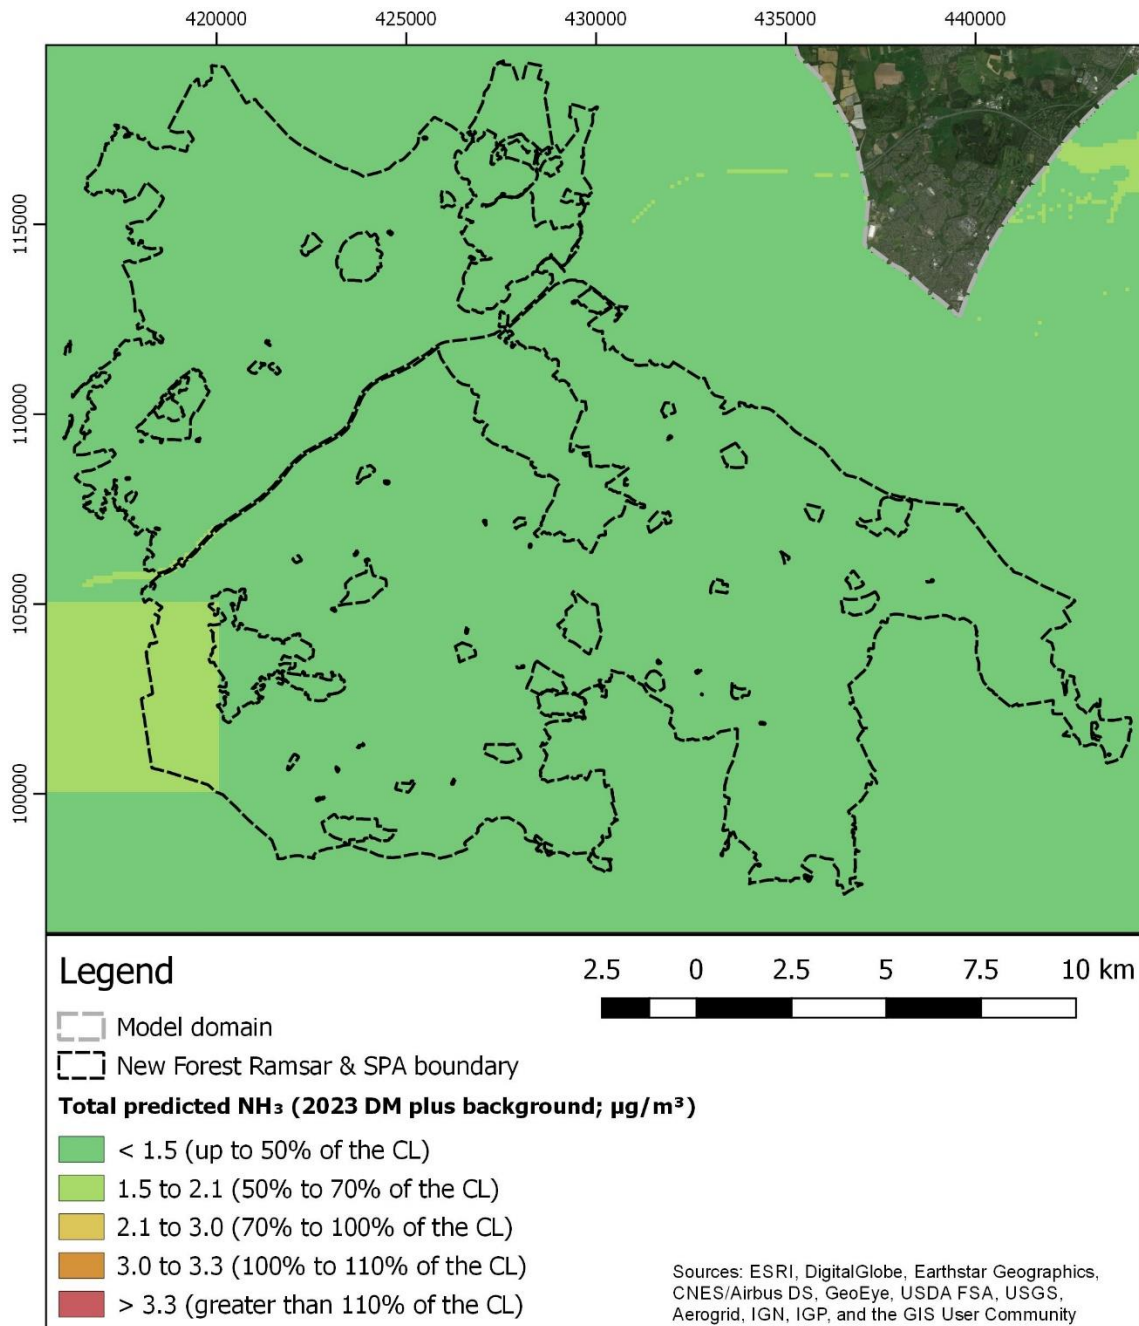 420000 425000 430000 435000 440000
115000
110000
105000
100000
Legend
2.5 0 2.5 5 7.5 10 km
Model domain
New Forest Ramsar & SPA boundary
Total predicted NH₃ (2023 DM plus background; µg/m³)
< 1.5 (up to 50% of the CL)
1.5 to 2.1 (50% to 70% of the CL)
2.1 to 3.0 (70% to 100% of the CL)
3.0 to 3.3 (100% to 110% of the CL)
> 3.3 (greater than 110% of the CL)
Sources: ESRI, DigitalGlobe, Earthstar Geographics,
CNES/Airbus DS, GeoEye, USDA FSA, USGS,
Aerogrid, IGN, IGP, and the GIS User Community